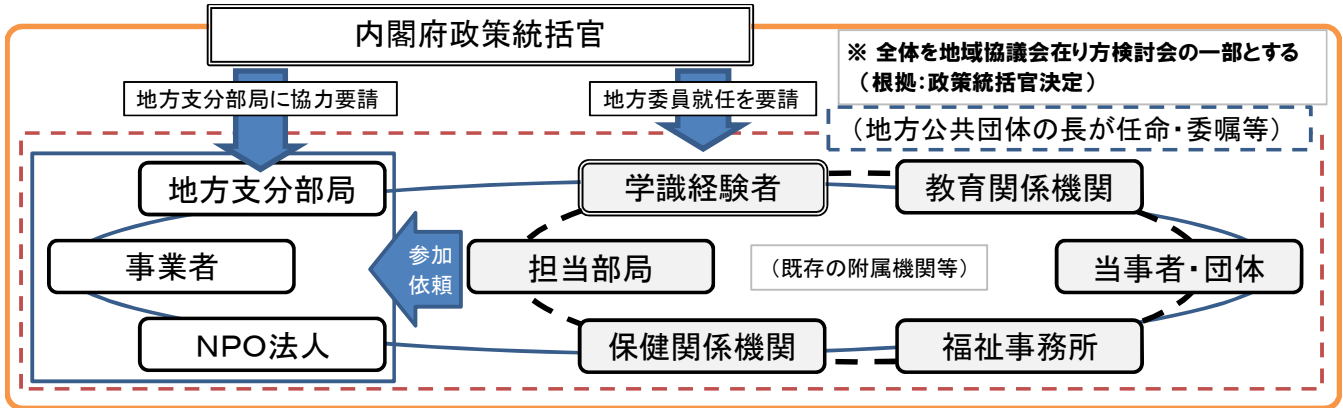 内閣府政策統括官
※ 全体を地域協議会在り方検討会の一部とする
（根拠：政策統括官決定）
地方支分部局に協力要請
地方委員就任を要請
（地方公共団体の長が任命・委嘱等）
地方支分部局
学識経験者
教育関係機関
事業者
参加
依頼
担当部局
（既存の附属機関等）
当事者・団体
NPO法人
保健関係機関
福祉事務所